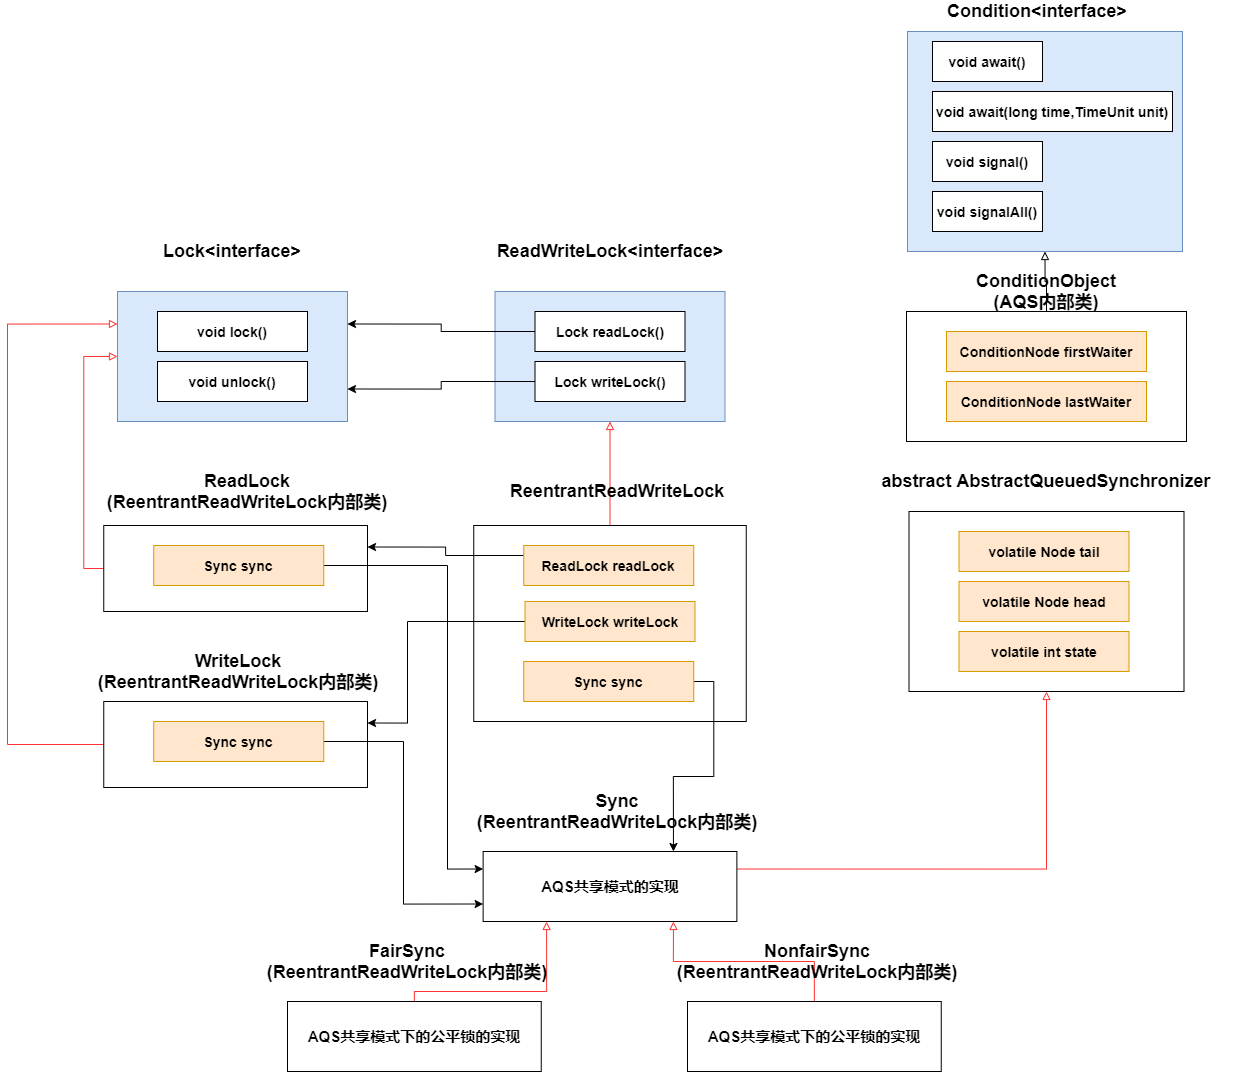 Condition<interface>
void await()
void await(long time,TimeUnit unit)
void signal()
void signalAll()
Lock<interface>
void lock()
void unlock()
ReadWriteLock<interface>
Lock readLock()
Lock writeLock()
ConditionObject
(AQS内部类)
ConditionNode firstWaiter
ConditionNode lastWaiter
ReadLock
(ReentrantReadWriteLock内部类)
Sync sync
ReentrantReadWriteLock
ReadLock readLock
WriteLock writeLock
Sync sync
abstract AbstractQueuedSynchronizer
volatile Node tail
volatile Node head
volatile int state
WriteLock
(ReentrantReadWriteLock内部类)
Sync sync
Sync
(ReentrantReadWriteLock内部类)
AQS共享模式的实现
FairSync
(ReentrantReadWriteLock内部类)
AQS共享模式下的公平锁的实现
NonfairSync
(ReentrantReadWriteLock内部类)
AQS共享模式下的公平锁的实现